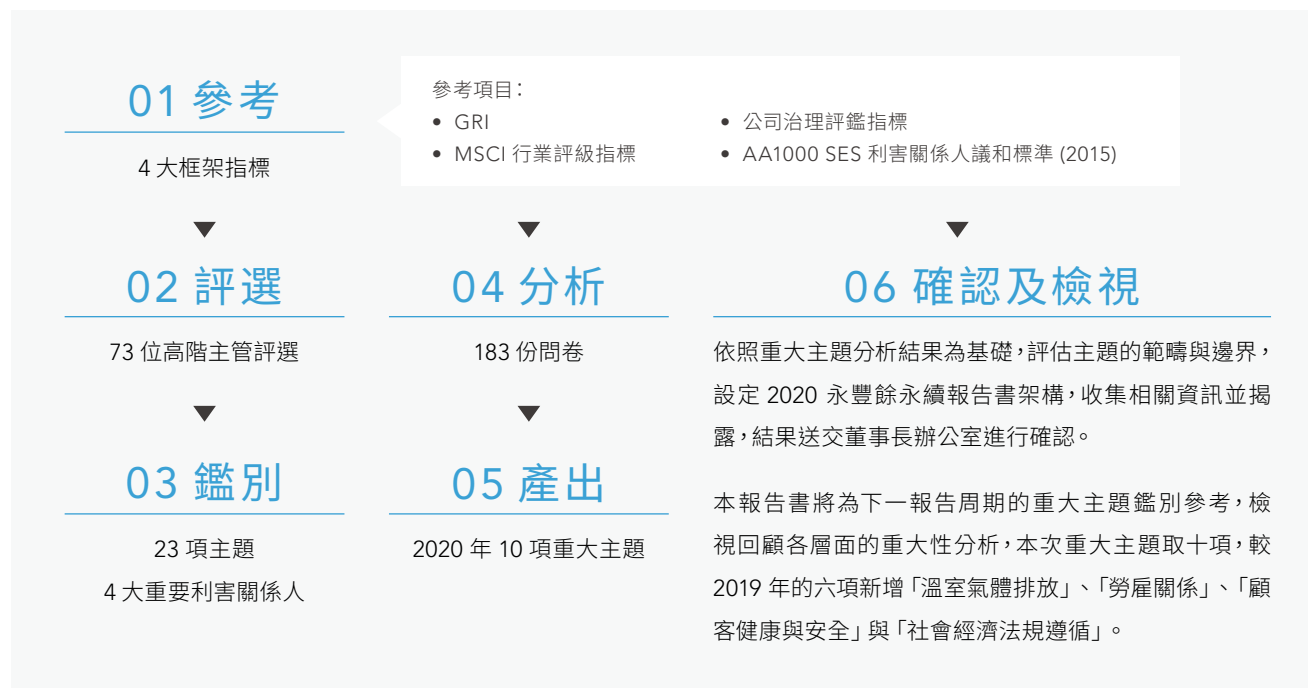 01 參考
4 大框架指標
參考項目：
• GRI
• MSCI 行業評級指標
• 公司治理評鑑指標
• AA1000 SES 利害關係人議和標準 (2015)
02 評選
73 位高階主管評選
03 鑑別
23 項主題
4 大重要利害關係人
04 分析
183 份問卷
05 產出
2020 年 10 項重大主題
06 確認及檢視
依照重大主題分析結果為基礎，評估主題的範疇與邊界，
設定 2020 永豐餘永續報告書架構，收集相關資訊並揭
露，結果送交董事長辦公室進行確認。
本報告書將為下一報告周期的重大主題鑑別參考，檢
視回顧各層面的重大性分析，本次重大主題取十項，較
2019 年的六項新增「溫室氣體排放」、「勞雇關係」、「顧
客健康與安全」與「社會經濟法規遵循」。